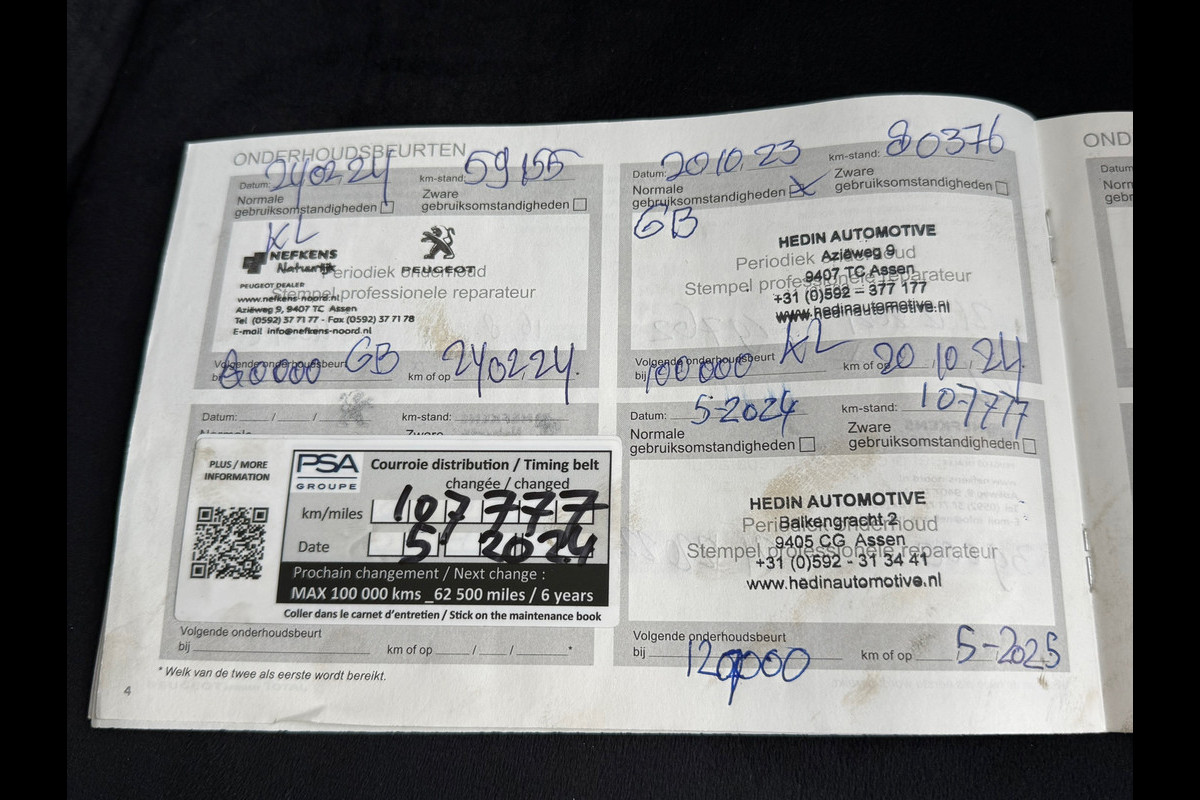 ONDERHOUDSBEURTEN
Datum: 240224 km-stand: 59155
Normale gebruiksomstandigheden
Zware gebruiksomstandigheden
KL
NEFKENS
Natuurlijk
PEUGEOT
Periodiek onderhoud
Stempel professionele reparateur
PEUGEOT DEALER
www.nefkens-noord.nl
Aziëweg 9, 9407 TC Assen
Tel (0592) 37 71 77 - Fax (0592) 37 71 78
E-mail info@nefkens-noord.nl
Volgende onderhoudsbeurt
bij 80000 GB km of op 240224.
Datum: / / km-stand:
Normale
Zware
PLUS / MORE
INFORMATION
PSA
GROUPE
Courroie distribution / Timing belt
changée / changed
km/miles 107777
Date 5 2024
Prochain changement / Next change :
MAX 100 000 kms _62 500 miles / 6 years
Coller dans le carnet d'entretien / Stick on the maintenance book
Volgende onderhoudsbeurt
bij km of op / / *
* Welk van de twee als eerste wordt bereikt.
4
Datum: 20.10.23 km-stand: 80376
Normale gebruiksomstandigheden
Zware gebruiksomstandigheden
GB
HEDIN AUTOMOTIVE
Aziëweg 9
Periodiek onderhoud
9407 TC Assen
Stempel professionele reparateur
+31 (0)592 - 377 177
www.hedinautomotive.nl
KL
Volgende onderhoudsbeurt
bij 100000 km of op 20.10.24.
Datum: 5-2024 km-stand: 107777
Normale gebruiksomstandigheden
Zware gebruiksomstandigheden
HEDIN AUTOMOTIVE
Balkengracht 2
Periodiek onderhoud
9405 CG Assen
Stempel professionele reparateur
+31 (0)592 - 31 34 41
www.hedinautomotive.nl
Volgende onderhoudsbeurt
bij 120000 km of op 5-2025
OND
Datum: